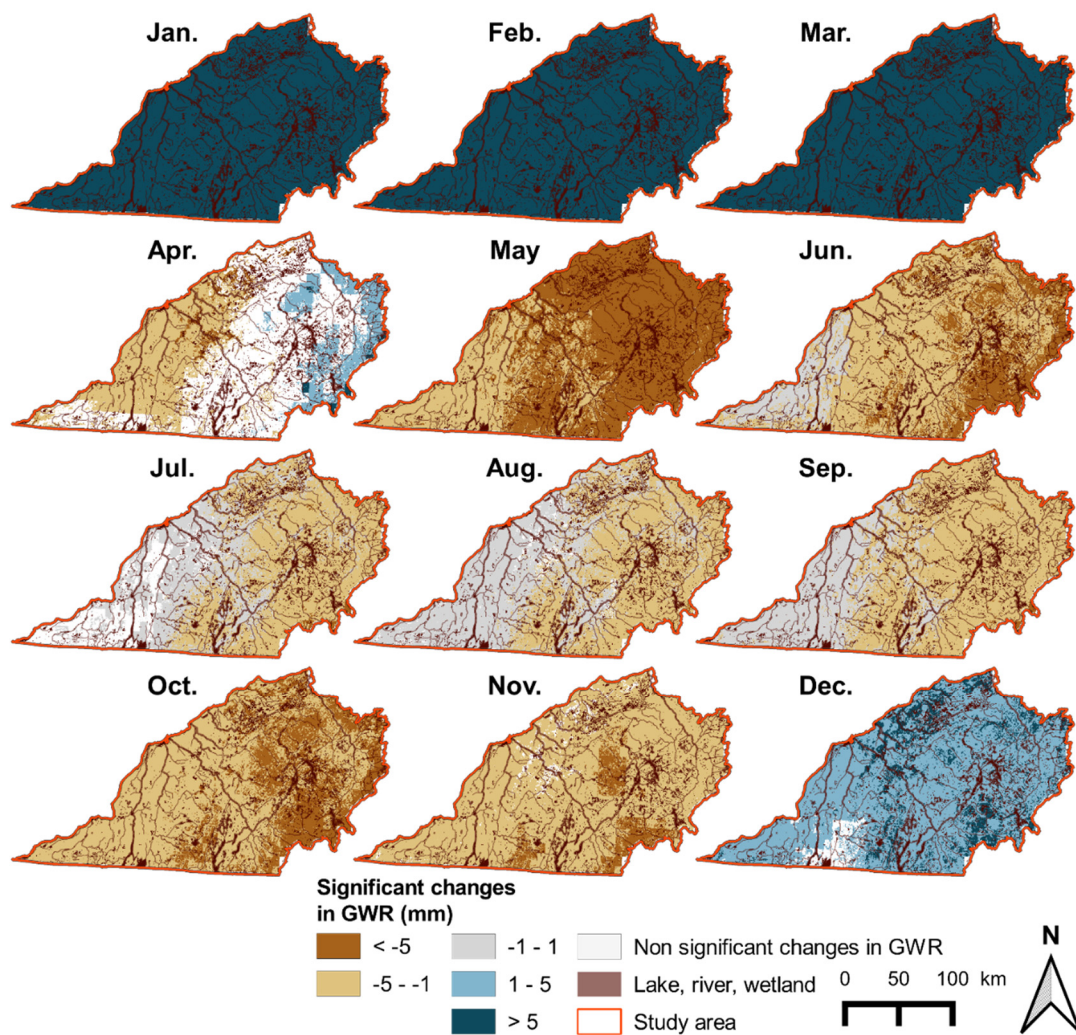 Jan.
Feb.
Mar.
Apr.
May
Jun.
Jul.
Aug.
Sep.
Oct.
Nov.
Dec.
Significant changes
in GWR (mm)
< -5
-1 - 1
Non significant changes in GWR
-5 - -1
1 - 5
Lake, river, wetland
> 5
Study area
0 50 100 km
N